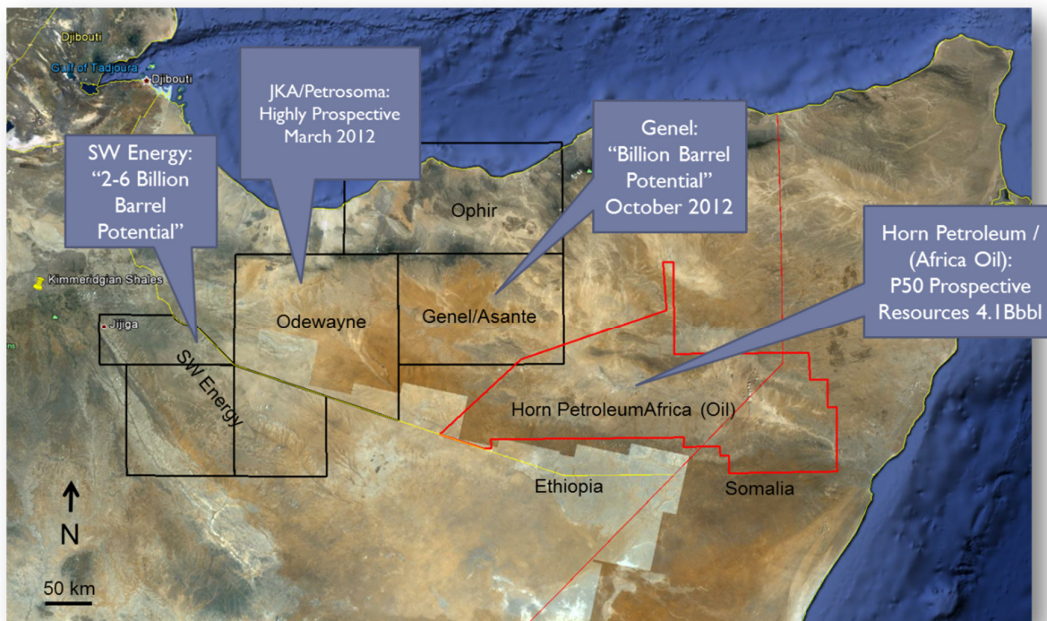 Djibouti
Gulf of Tadjoura
Djibouti
JKA/Petrosoma:
Highly Prospective
March 2012
Genel:
“Billion Barrel
Potential”
October 2012
SW Energy:
“2-6 Billion
Barrel
Potential”
Ophir
Horn Petroleum /
(Africa Oil):
P50 Prospective
Resources 4.1Bbbl
Kimmeridgian Shales
Jijiga
Odewayne
Genel/Asante
SW Energy
Horn PetroleumAfrica (Oil)
Ethiopia
Somalia
N
50 km